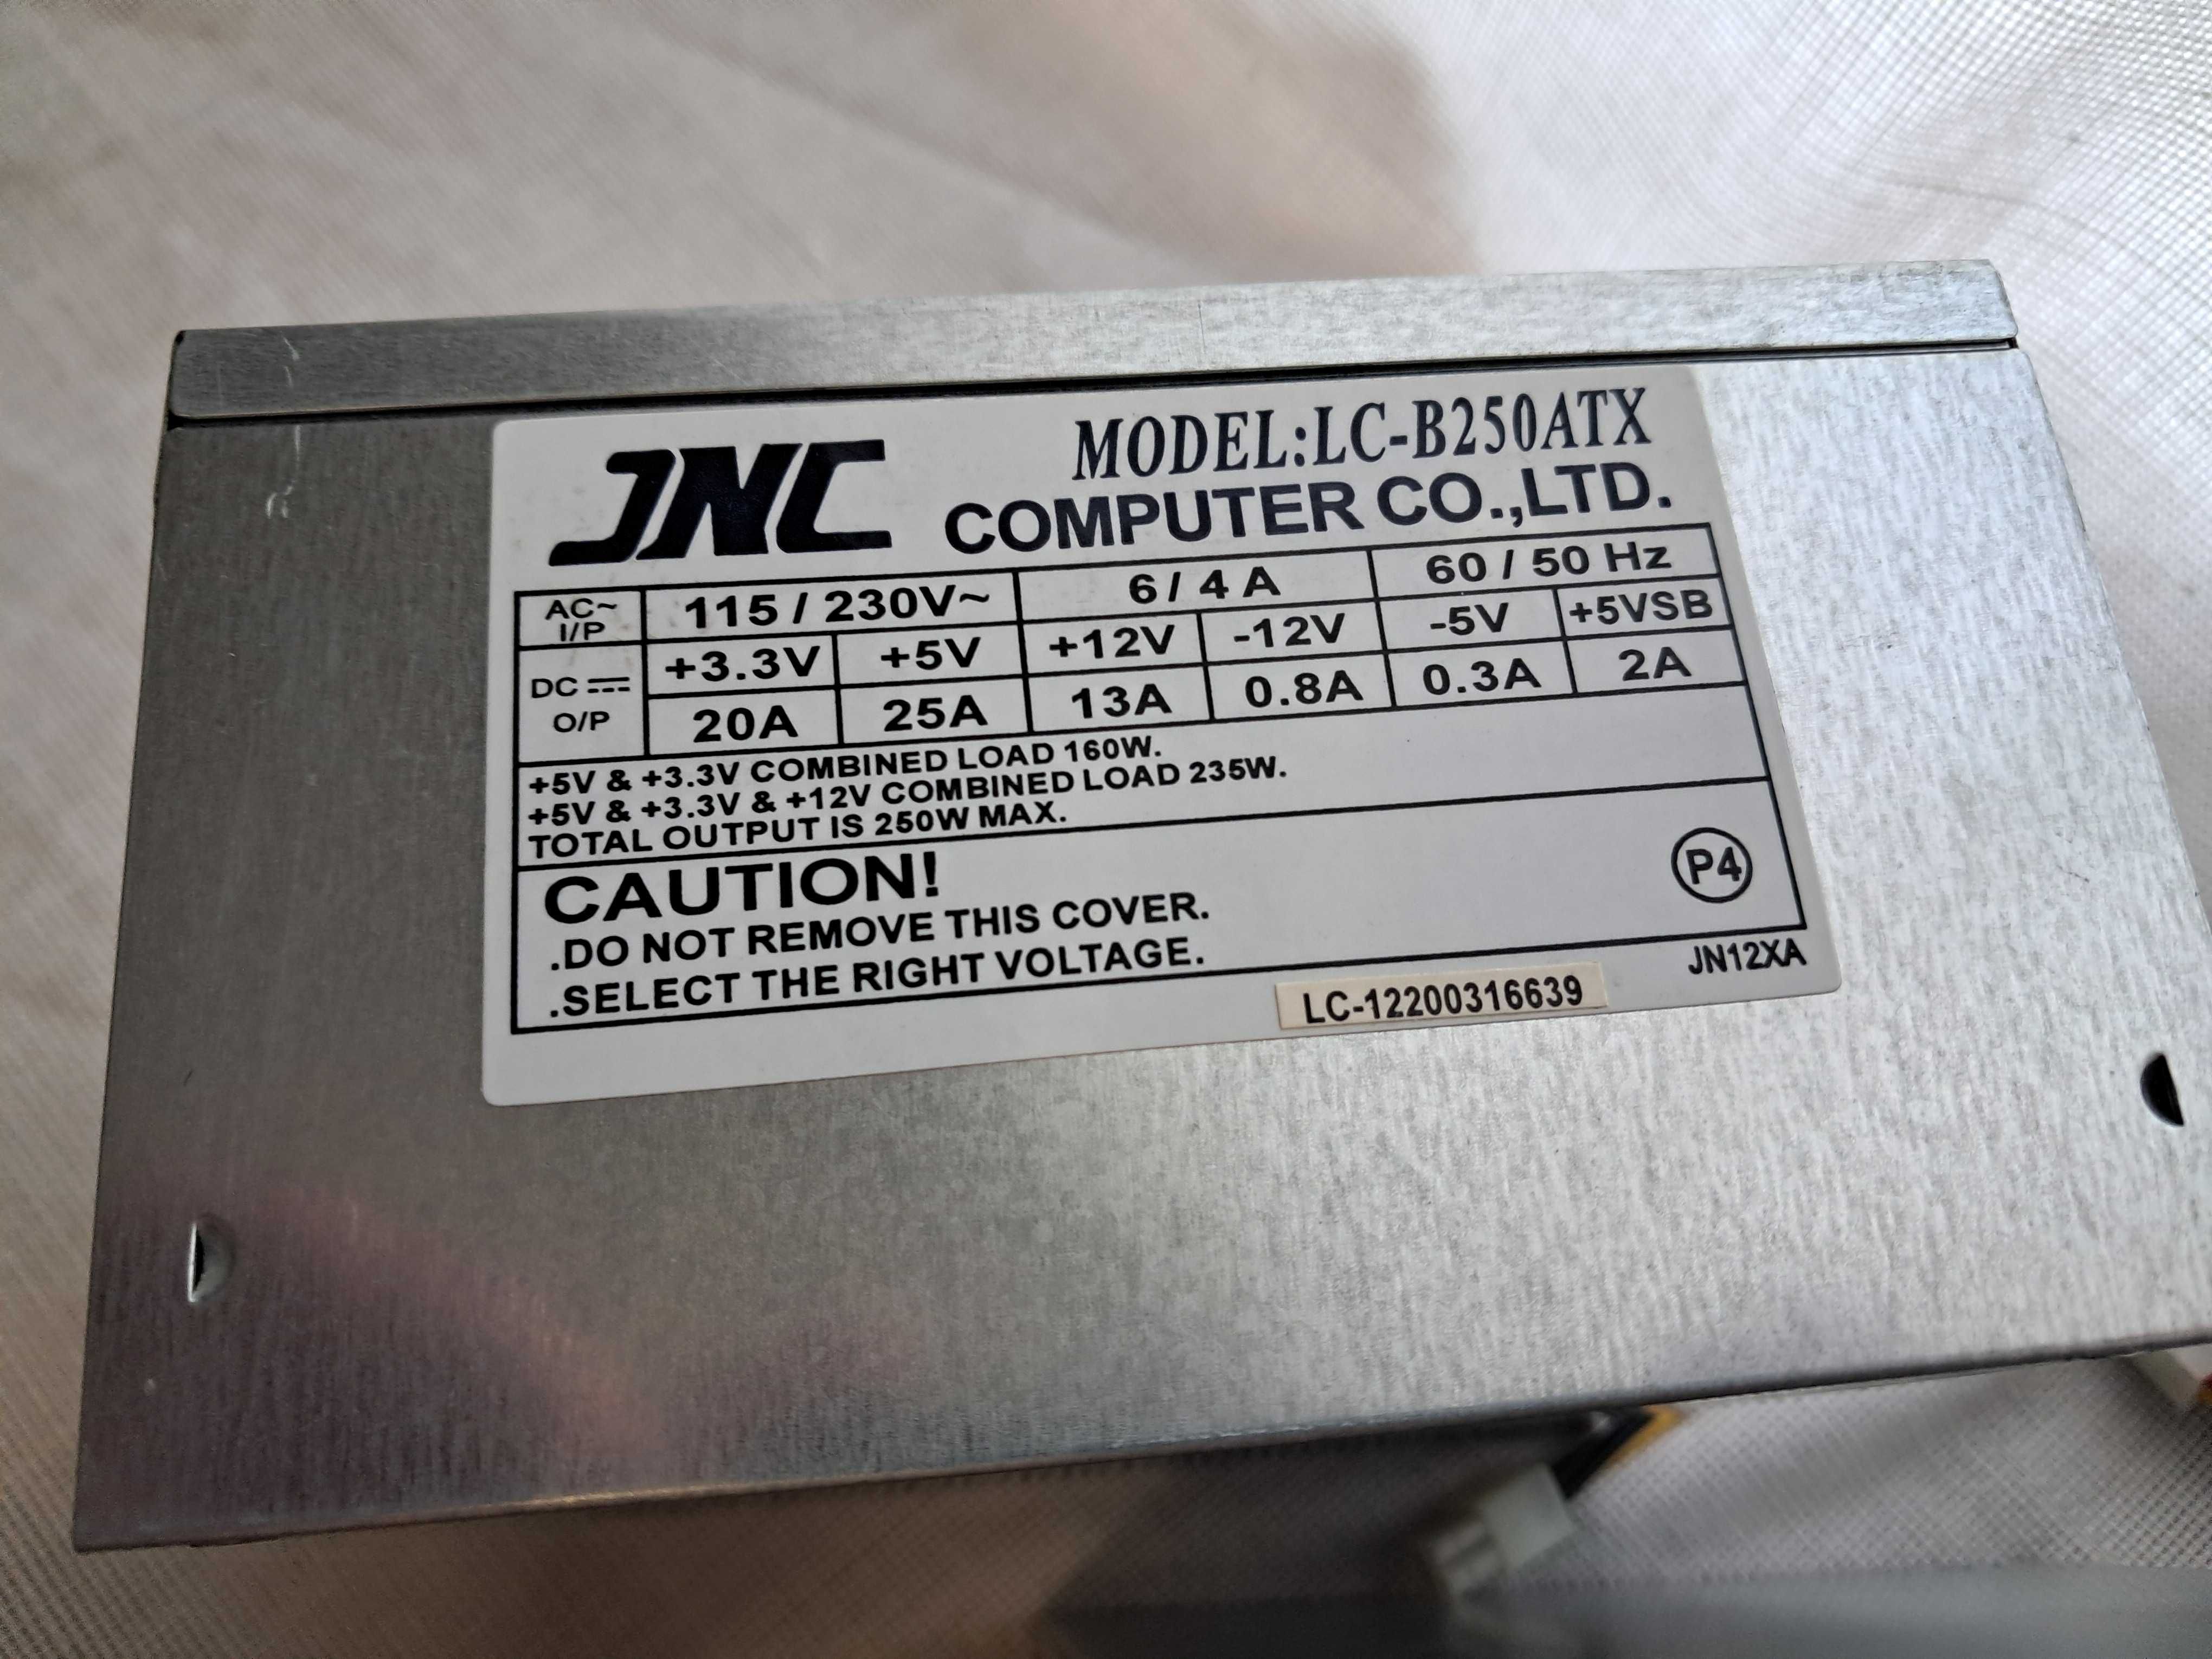 MODEL:LC-B250ATX
JNC COMPUTER CO.,LTD.
AC~ I/P 115 / 230V~ 6 / 4 A 60 / 50 Hz
DC O/P +3.3V +5V +12V -12V -5V +5VSB
20A 25A 13A 0.8A 0.3A 2A
+5V & +3.3V COMBINED LOAD 160W.
+5V & +3.3V & +12V COMBINED LOAD 235W.
TOTAL OUTPUT IS 250W MAX.
CAUTION!
.DO NOT REMOVE THIS COVER.
.SELECT THE RIGHT VOLTAGE.
P4
JN12XA
LC-12200316639